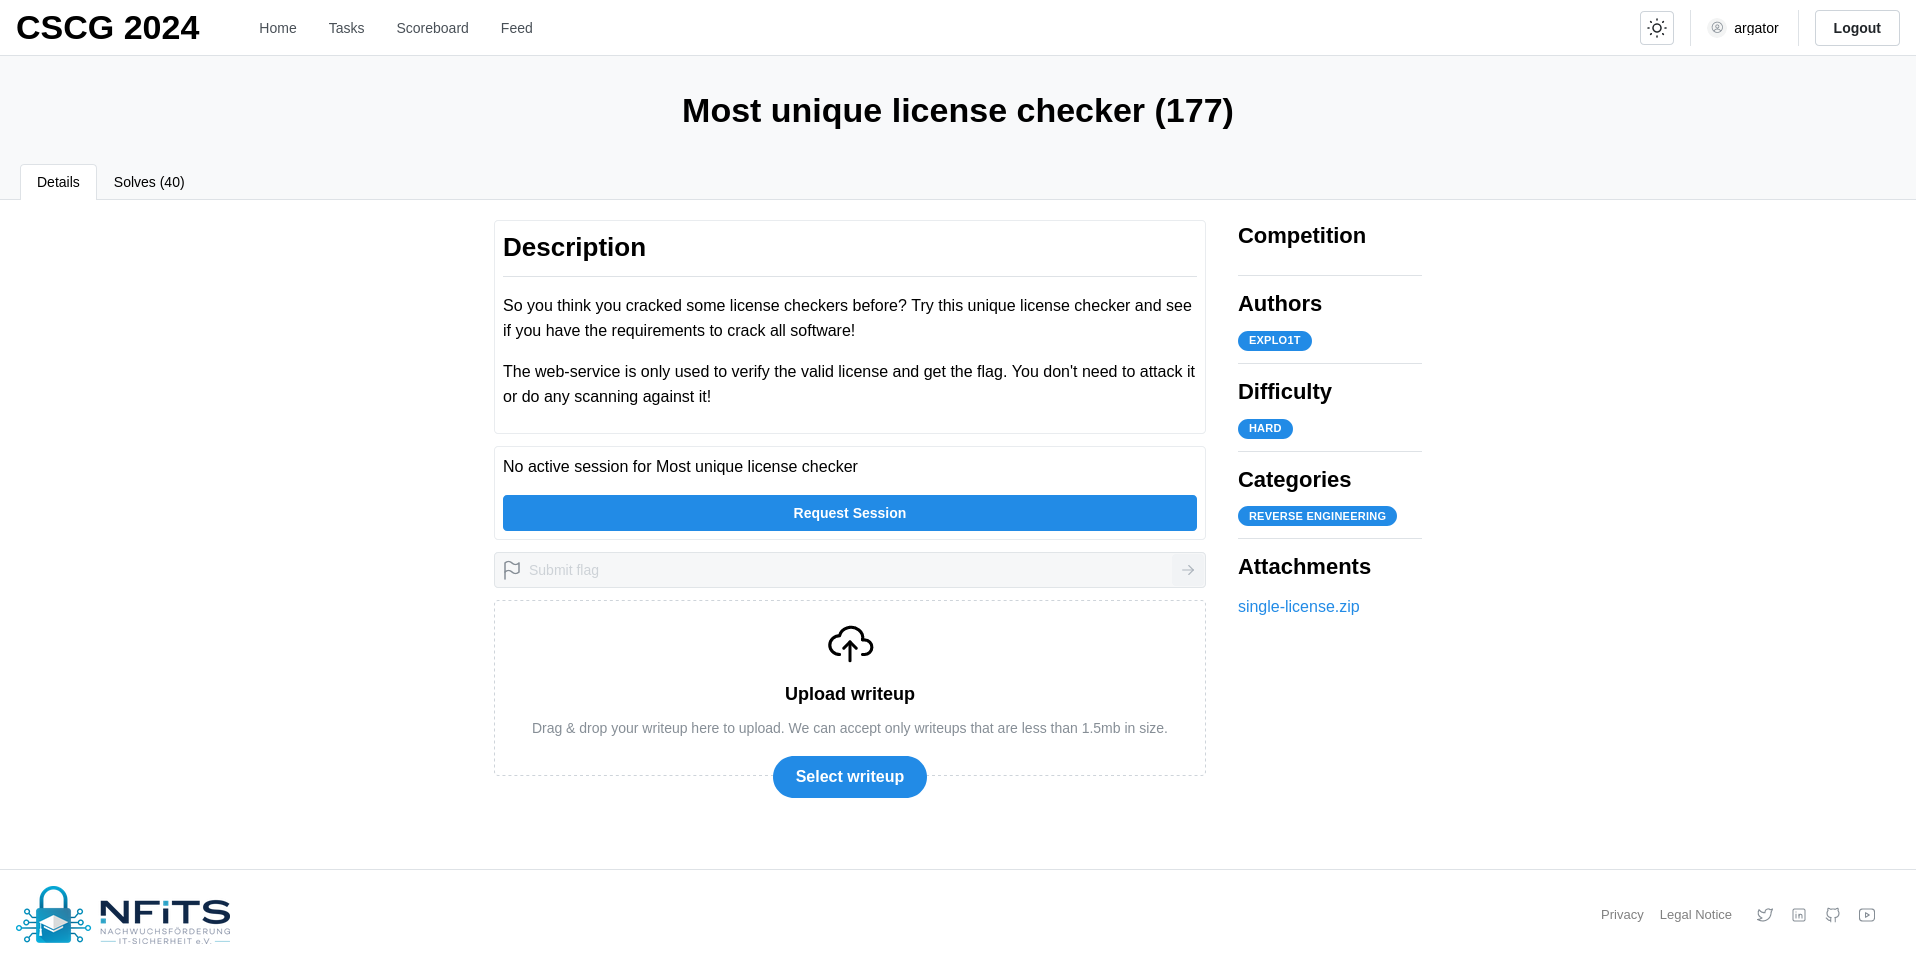 CSCG 2024
Home
Tasks
Scoreboard
Feed
argator
Logout
Most unique license checker (177)
Details
Solves (40)
Description
So you think you cracked some license checkers before? Try this unique license checker and see
if you have the requirements to crack all software!
The web-service is only used to verify the valid license and get the flag. You don't need to attack it
or do any scanning against it!
No active session for Most unique license checker
Request Session
Submit flag
Upload writeup
Drag & drop your writeup here to upload. We can accept only writeups that are less than 1.5mb in size.
Select writeup
Competition
Authors
EXPLO1T
Difficulty
HARD
Categories
REVERSE ENGINEERING
Attachments
single-license.zip
NFiTS
NACHWUCHSFÖRDERUNG
IT-SICHERHEIT e.V.
Privacy
Legal Notice